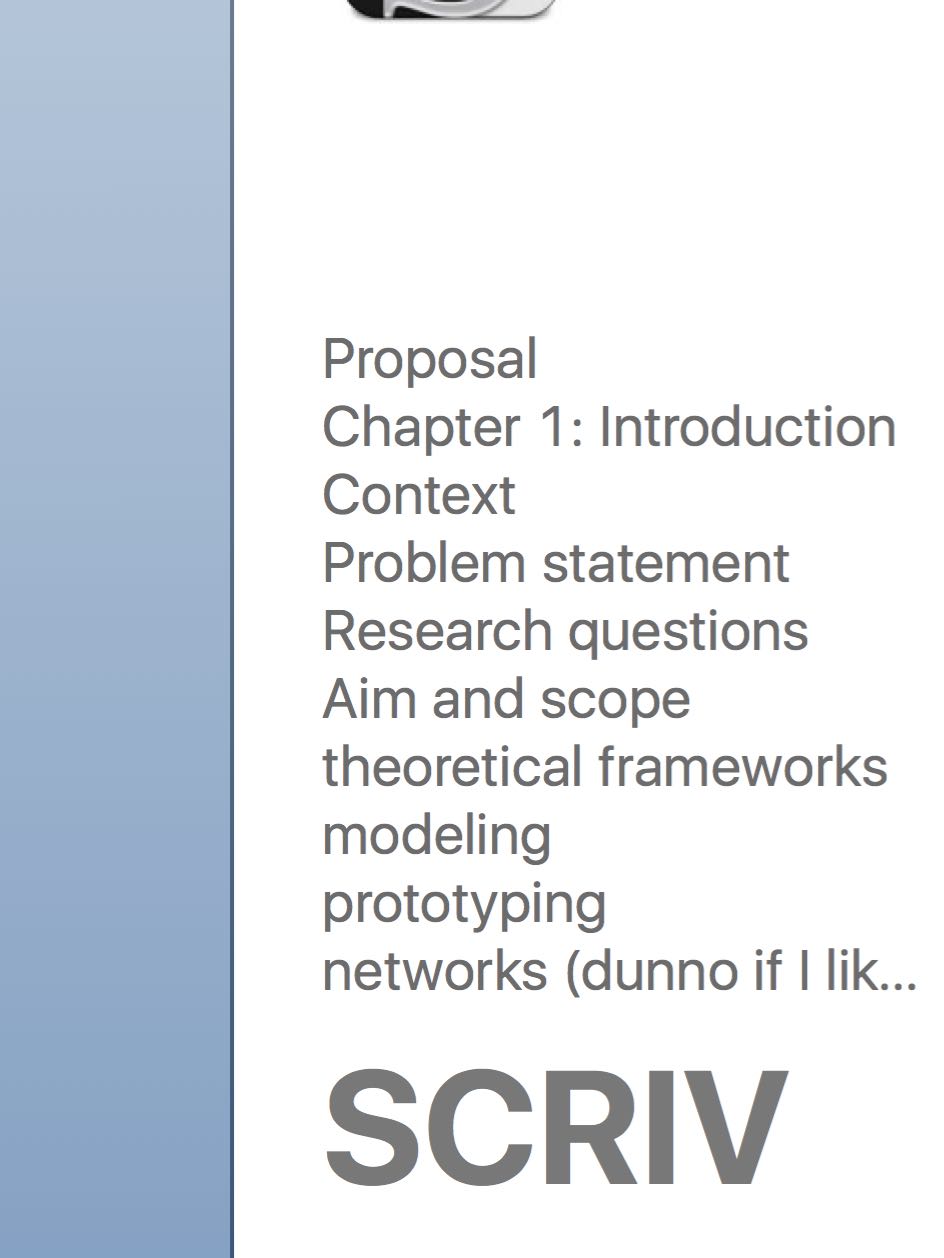 Proposal
Chapter 1: Introduction
Context
Problem statement
Research questions
Aim and scope
theoretical frameworks
modeling
prototyping
networks (dunno if I lik...
SCRIV